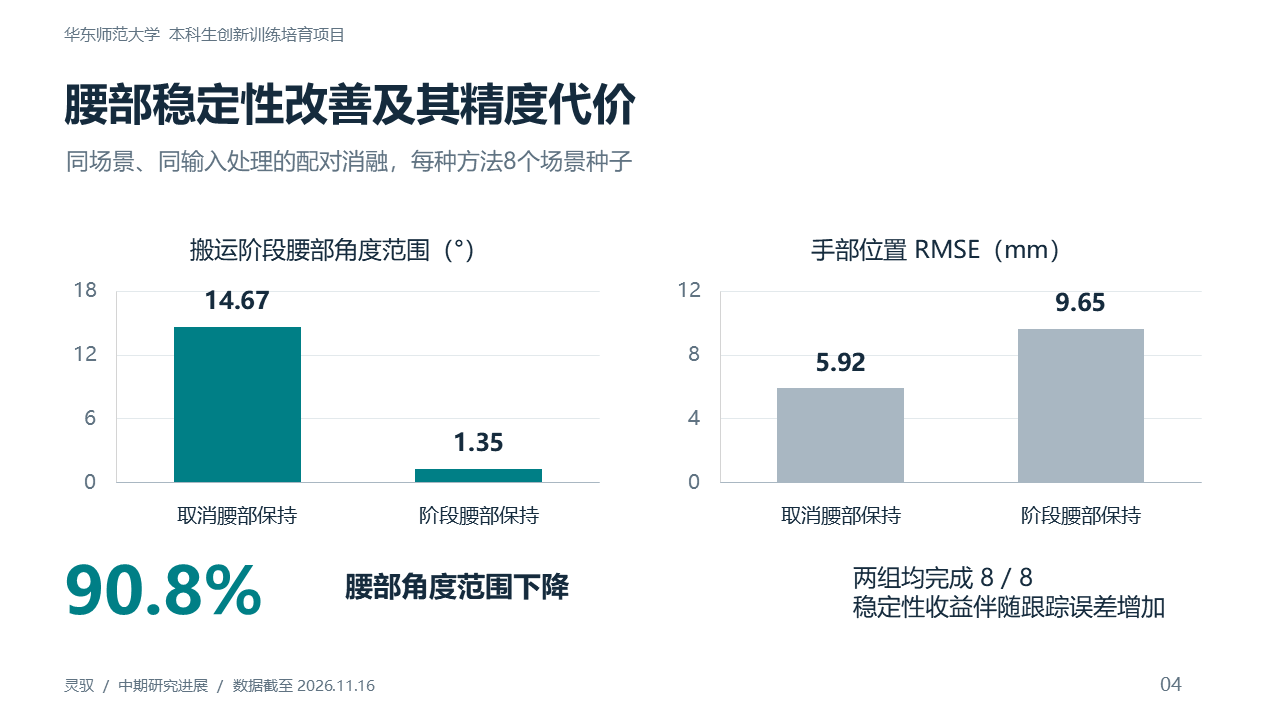 华东师范大学 本科生创新训练培育项目
腰部稳定性改善及其精度代价
同场景、同输入处理的配对消融，每种方法8个场景种子
搬运阶段腰部角度范围（°）
18
12
6
0
14.67
1.35
取消腰部保持
阶段腰部保持
手部位置 RMSE（mm）
12
8
4
0
5.92
9.65
取消腰部保持
阶段腰部保持
90.8%
腰部角度范围下降
两组均完成 8 / 8
稳定性收益伴随跟踪误差增加
灵驭 / 中期研究进展 / 数据截至 2026.11.16
04